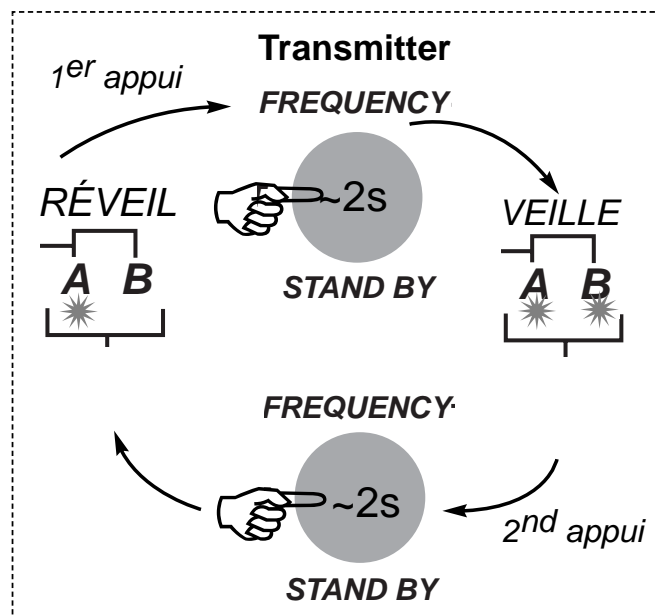 Transmitter
1er appui
FREQUENCY
RÉVEIL
~2s
VEILLE
A B
STAND BY
A B
FREQUENCY
~2s
2nd appui
STAND BY